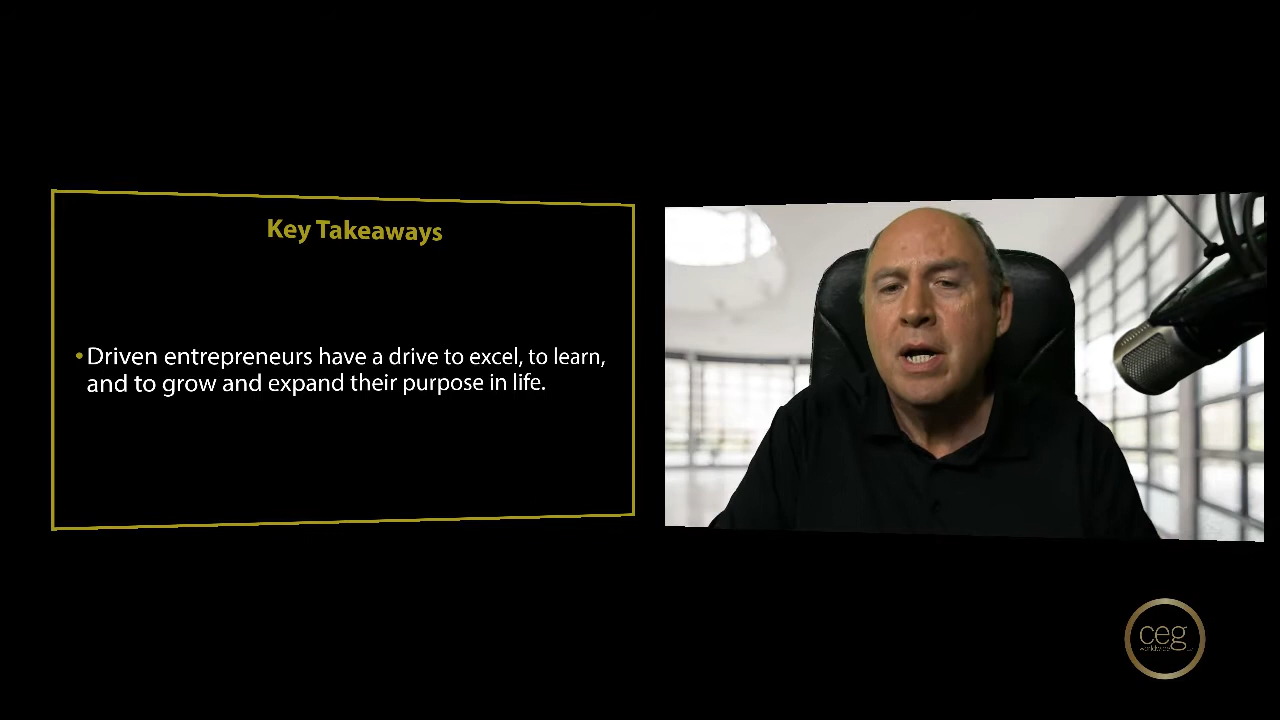 Key Takeaways
• Driven entrepreneurs have a drive to excel, to learn,
and to grow and expand their purpose in life.
ceg
worldwide